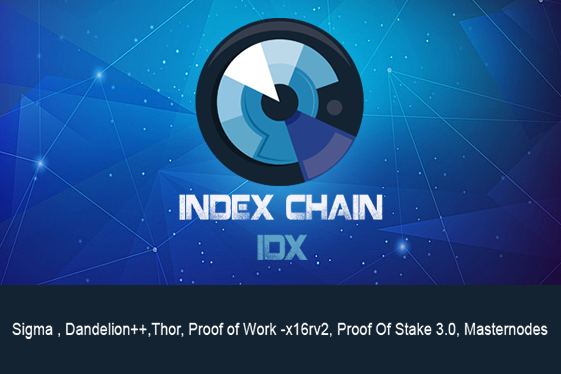 INDEX CHAIN
IDX
Sigma , Dandelion++,Thor, Proof of Work -x16rv2, Proof Of Stake 3.0, Masternodes